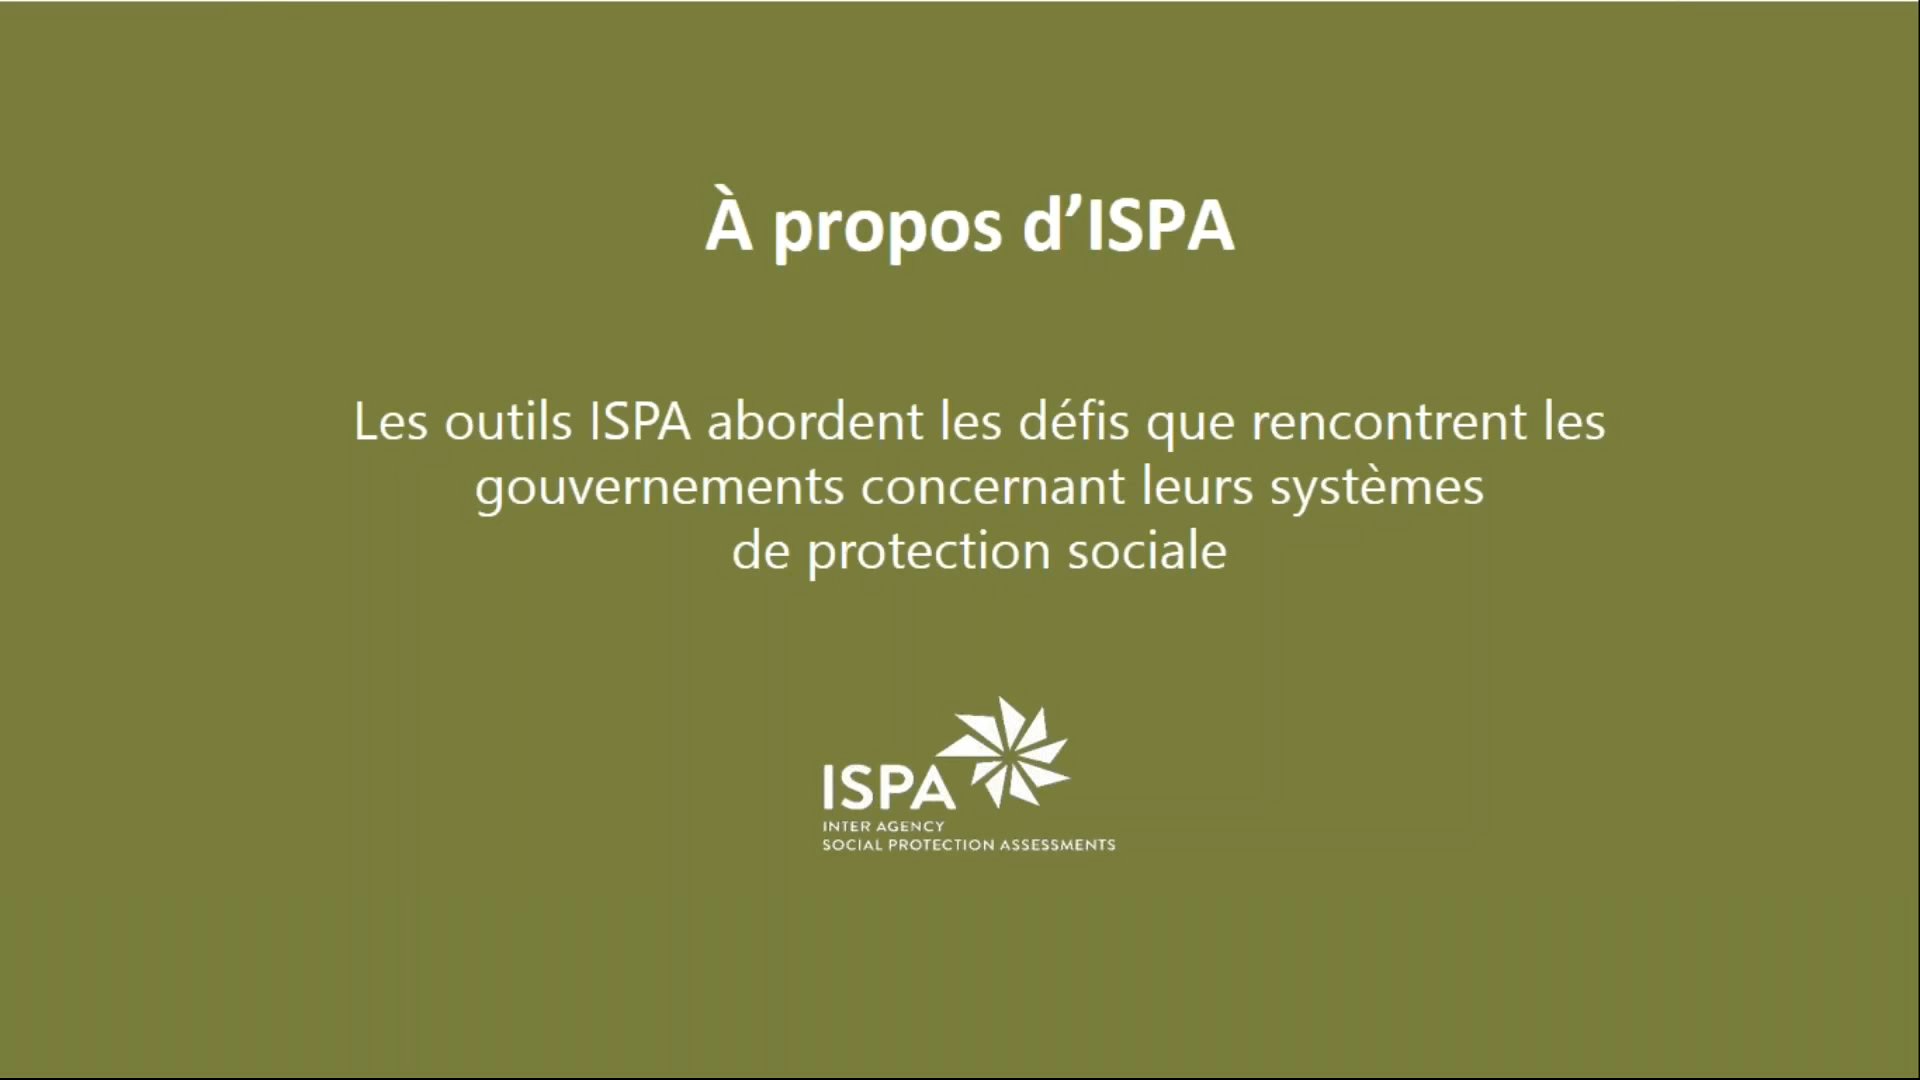 À propos d’ISPA
Les outils ISPA abordent les défis que rencontrent les
gouvernements concernant leurs systèmes
de protection sociale
ISPA
INTER AGENCY
SOCIAL PROTECTION ASSESSMENTS